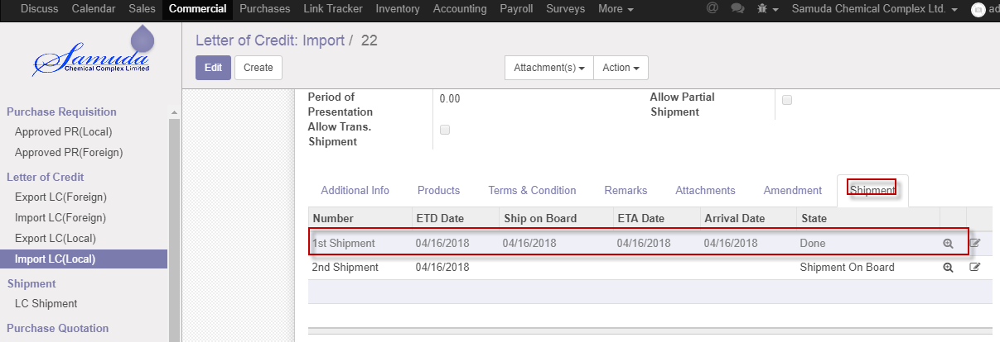 Discuss Calendar Sales Commercial Purchases Link Tracker Inventory Accounting Payroll Surveys More @ Samuda Chemical Complex Ltd. ad
Samuda
Chemical Complex Limited
Letter of Credit: Import / 22
Edit Create Attachment(s) Action
Purchase Requisition
Approved PR(Local)
Approved PR(Foreign)
Letter of Credit
Export LC(Foreign)
Import LC(Foreign)
Export LC(Local)
Import LC(Local)
Shipment
LC Shipment
Purchase Quotation
Period of
Presentation
0.00
Allow Partial
Shipment
Allow Trans.
Shipment
Additional Info Products Terms & Condition Remarks Attachments Amendment Shipment
Number ETD Date Ship on Board ETA Date Arrival Date State
1st Shipment 04/16/2018 04/16/2018 04/16/2018 04/16/2018 Done
2nd Shipment 04/16/2018 Shipment On Board